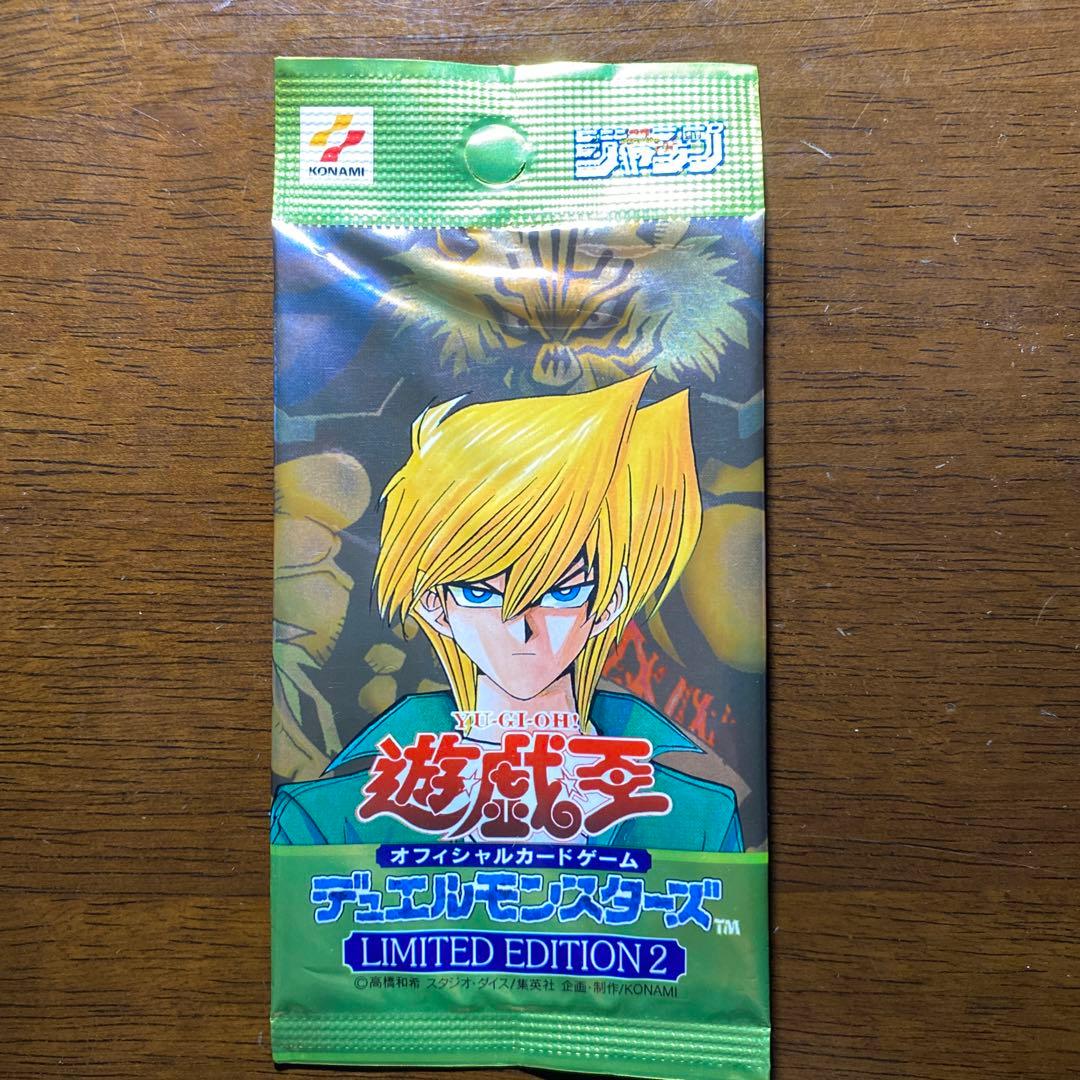 KONAMI
ジャンプ
YU-GI-OH!
遊戯王
オフィシャルカードゲーム
デュエルモンスターズ™
LIMITED EDITION 2
©高橋和希 スタジオ・ダイス/集英社 企画・制作/KONAMI